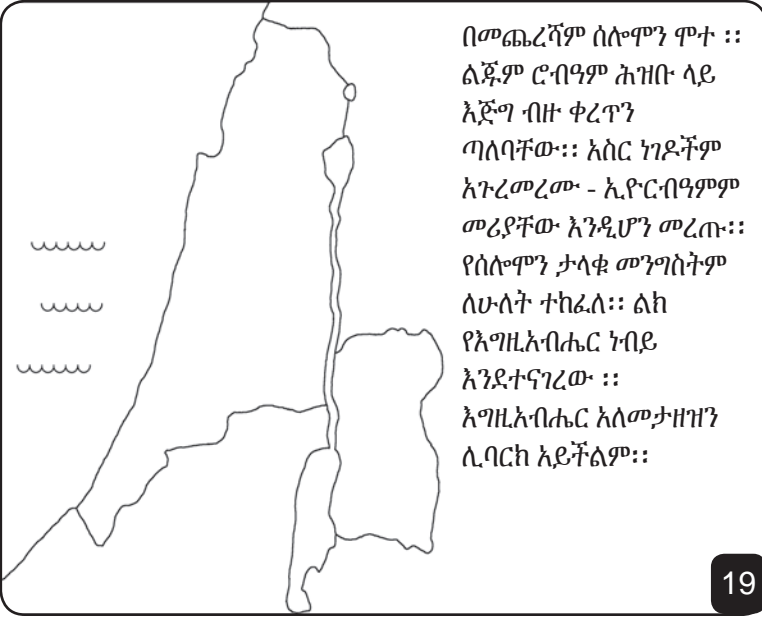 በመጨረሻም ሰሎሞን ሞተ ፡፡
ልጁም ሮብዓም ሕዝቡ ላይ
እጅግ ብዙ ቀረጥን
ጣለባቸው፡፡ አስር ነገዶችም
አጉረመረሙ - ኢዮርብዓምም
መሪያቸው እንዲሆን መረጡ፡፡
የሰሎሞን ታላቁ መንግስትም
ለሁለት ተከፈለ፡፡ ልክ
የእግዚአብሔር ነብይ
እንደተናገረው ፡፡
እግዚአብሔር አለመታዘዝን
ሊባርክ አይችልም፡፡
19